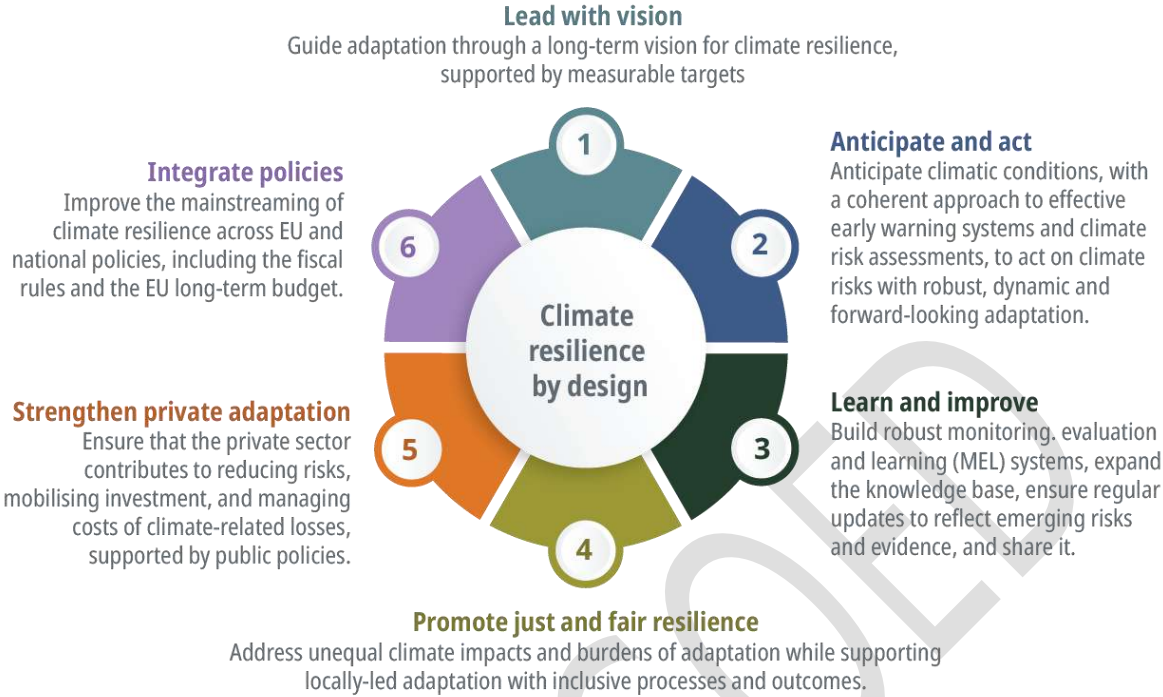 Lead with vision
Guide adaptation through a long-term vision for climate resilience,
supported by measurable targets
1
Anticipate and act
Anticipate climatic conditions, with
a coherent approach to effective
early warning systems and climate
risk assessments, to act on climate
risks with robust, dynamic and
forward-looking adaptation.
2
Learn and improve
Build robust monitoring, evaluation
and learning (MEL) systems, expand
the knowledge base, ensure regular
updates to reflect emerging risks
and evidence, and share it.
3
4
Promote just and fair resilience
Address unequal climate impacts and burdens of adaptation while supporting
locally-led adaptation with inclusive processes and outcomes.
Strengthen private adaptation
Ensure that the private sector
contributes to reducing risks,
mobilising investment, and managing
costs of climate-related losses,
supported by public policies.
5
Integrate policies
Improve the mainstreaming of
climate resilience across EU and
national policies, including the fiscal
rules and the EU long-term budget.
6
Climate
resilience
by design